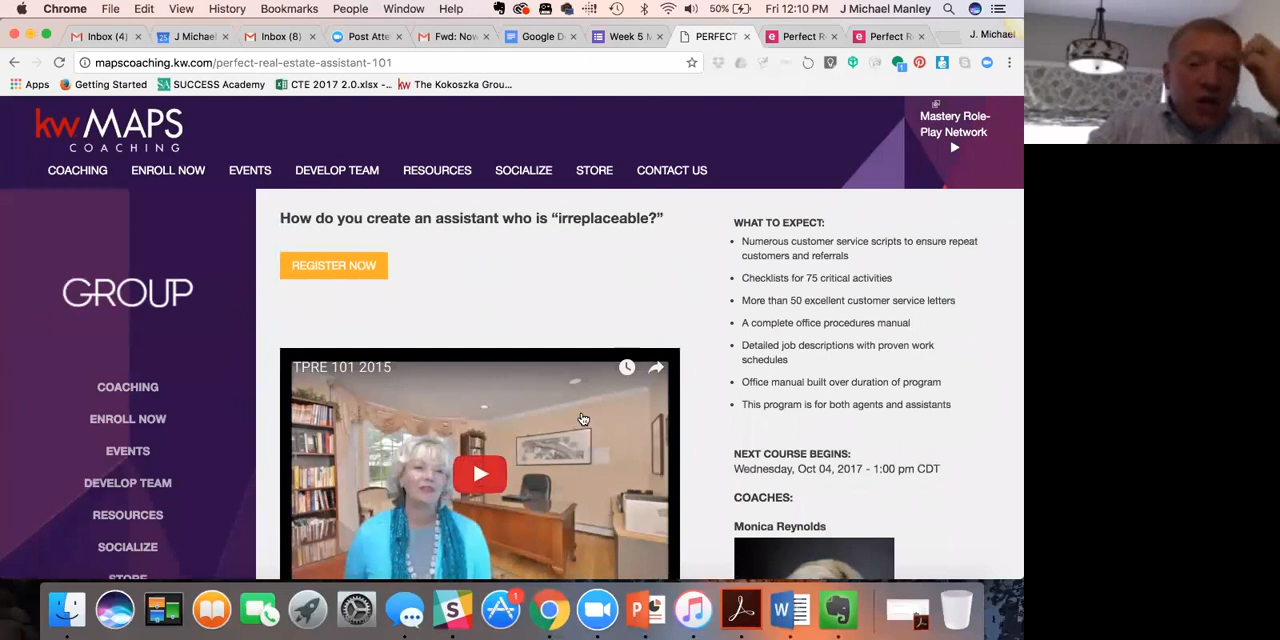 Chrome File Edit View History Bookmarks People Window Help 50% Fri 12:10 PM J Michael Manley
Inbox (4) 25 J Michael Inbox (8) Post Atte Fwd: Now Google D Week 5 M PERFECT Perfect R Perfect R J. Michael
mapscoaching.kw.com/perfect-real-estate-assistant-101
Apps Getting Started SUCCESS Academy CTE 2017 2.0.xlsx -... The Kokoszka Grou...
kw MAPS
COACHING
Mastery Role-
Play Network
COACHING ENROLL NOW EVENTS DEVELOP TEAM RESOURCES SOCIALIZE STORE CONTACT US
GROUP
COACHING
ENROLL NOW
EVENTS
DEVELOP TEAM
RESOURCES
SOCIALIZE
STORE
How do you create an assistant who is “irreplaceable?”
REGISTER NOW
TPRE 101 2015
WHAT TO EXPECT:
Numerous customer service scripts to ensure repeat
customers and referrals
Checklists for 75 critical activities
More than 50 excellent customer service letters
A complete office procedures manual
Detailed job descriptions with proven work
schedules
Office manual built over duration of program
This program is for both agents and assistants
NEXT COURSE BEGINS:
Wednesday, Oct 04, 2017 - 1:00 pm CDT
COACHES:
Monica Reynolds
1